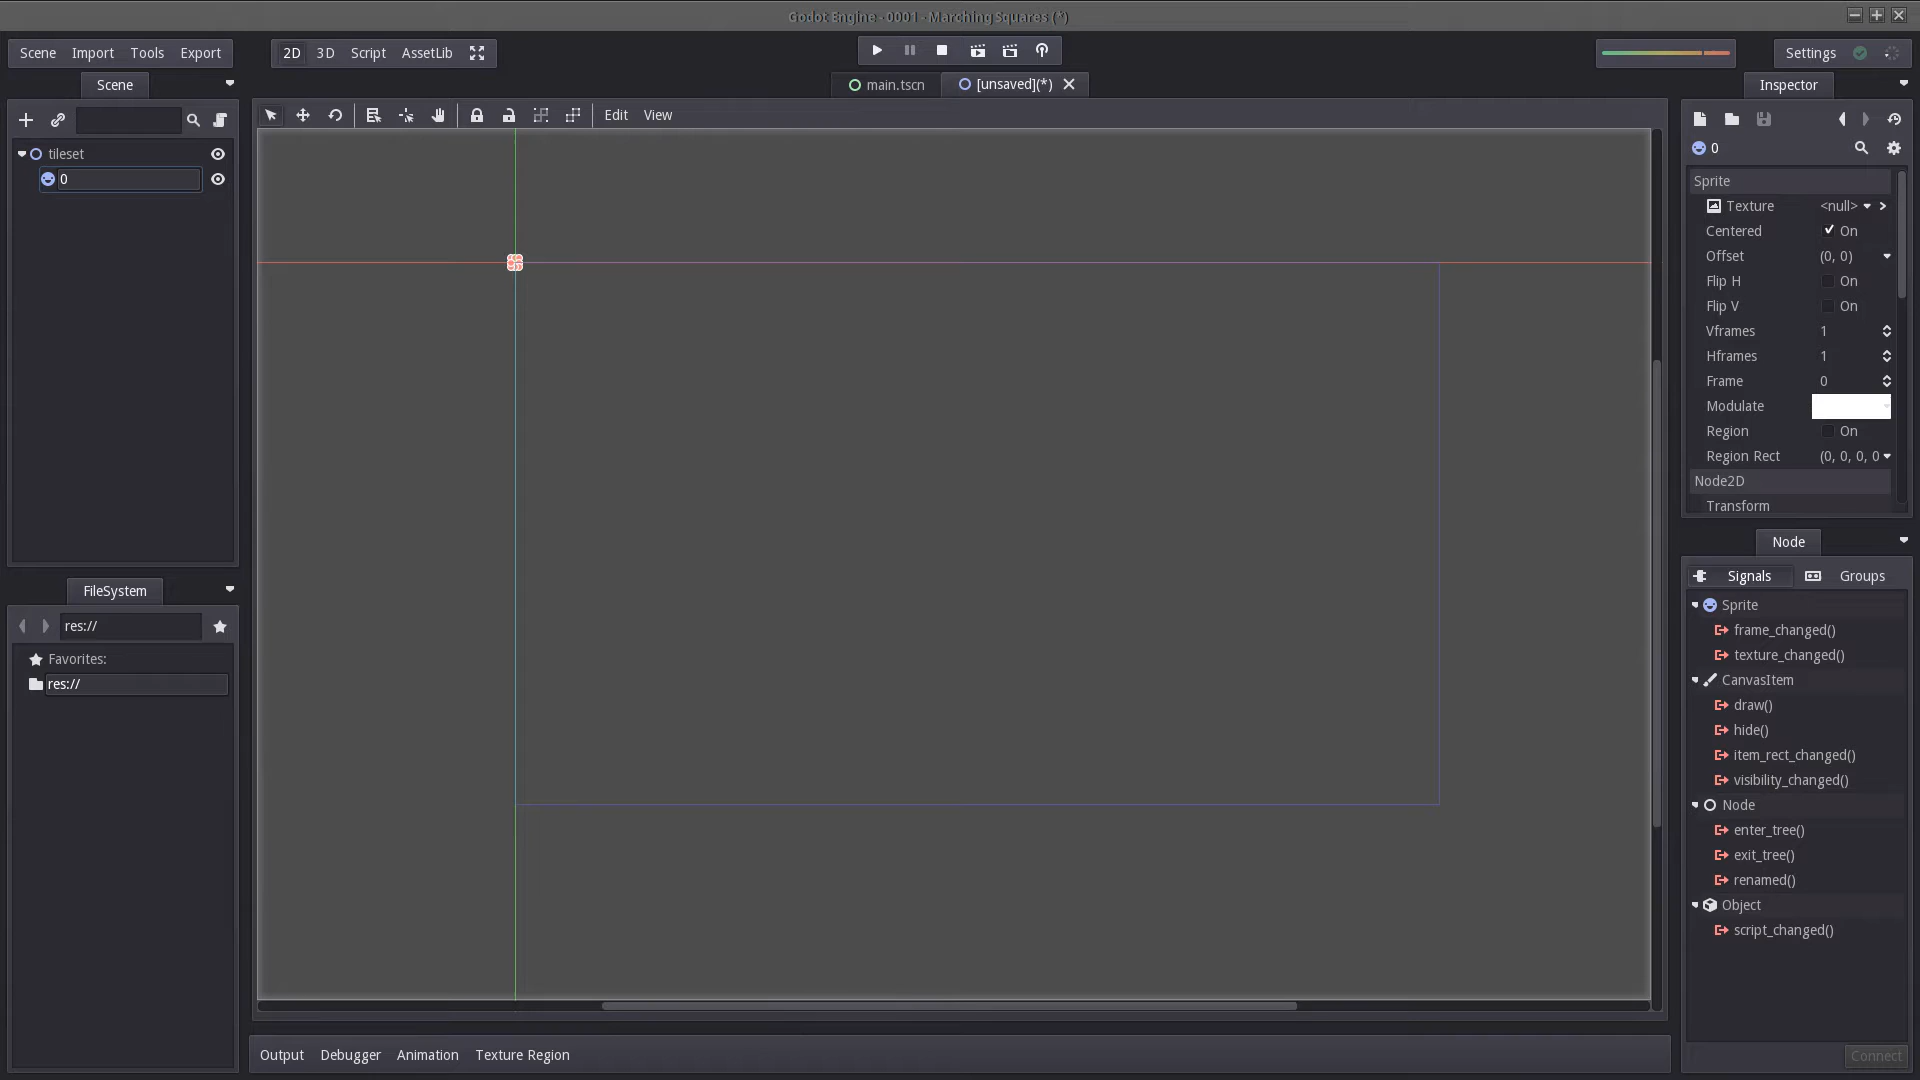 Godot Engine - 0001 - Marching Squares (*)
Scene Import Tools Export
2D 3D Script AssetLib
Settings
Scene
main.tscn
[unsaved](*)
Inspector
Edit View
tileset
0
0
Sprite
Texture <null>
Centered On
Offset (0, 0)
Flip H On
Flip V On
Vframes 1
Hframes 1
Frame 0
Modulate
Region On
Region Rect (0, 0, 0, 0
Node2D
Transform
Node
Signals Groups
Sprite
frame_changed()
texture_changed()
CanvasItem
draw()
hide()
item_rect_changed()
visibility_changed()
Node
enter_tree()
exit_tree()
renamed()
Object
script_changed()
Connect
FileSystem
res://
Favorites:
res://
Output Debugger Animation Texture Region